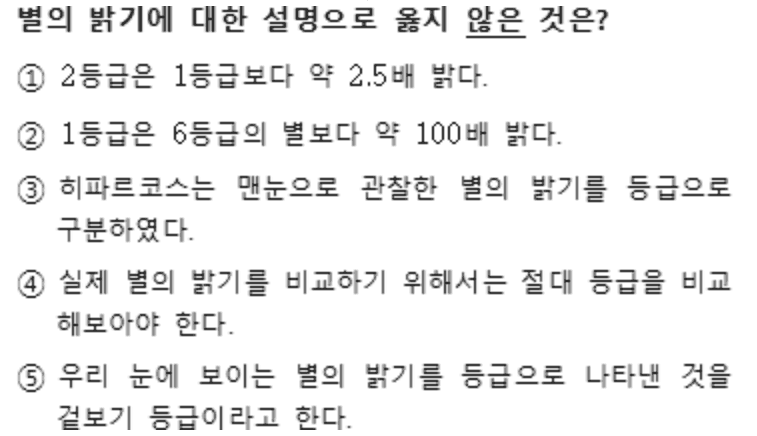 별의 밝기에 대한 설명으로 옳지 않은 것은?
① 2등급은 1등급보다 약 2.5배 밝다.
② 1등급은 6등급의 별보다 약 100배 밝다.
③ 히파르코스는 맨눈으로 관찰한 별의 밝기를 등급으로
구분하였다.
④ 실제 별의 밝기를 비교하기 위해서는 절대 등급을 비교
해보아야 한다.
⑤ 우리 눈에 보이는 별의 밝기를 등급으로 나타낸 것을
겉보기 등급이라고 한다.